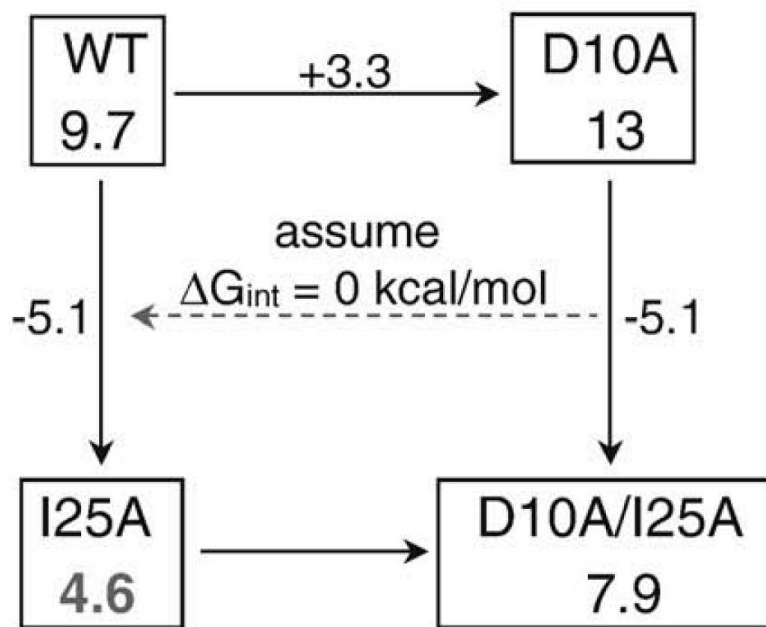 WT
9.7
+3.3
D10A
13
assume
ΔG_int = 0 kcal/mol
-5.1
-5.1
I25A
4.6
D10A/I25A
7.9